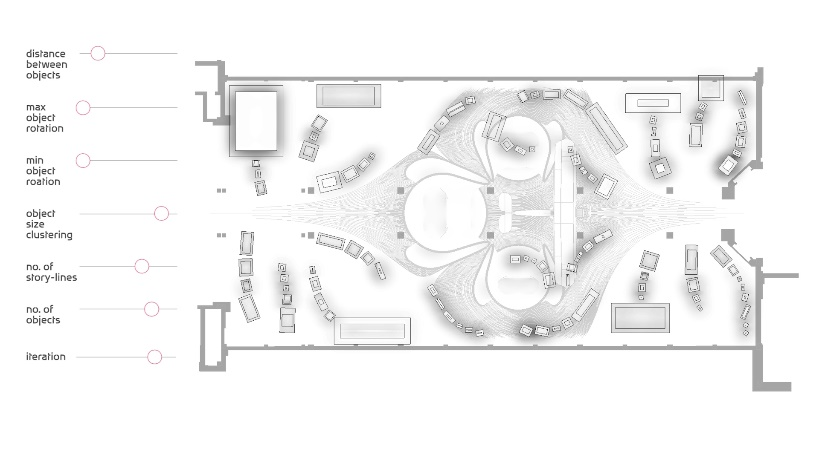 distance
between
objects
max
object
rotation
min
object
roation
object
size
clustering
no. of
story-lines
no. of
objects
iteration